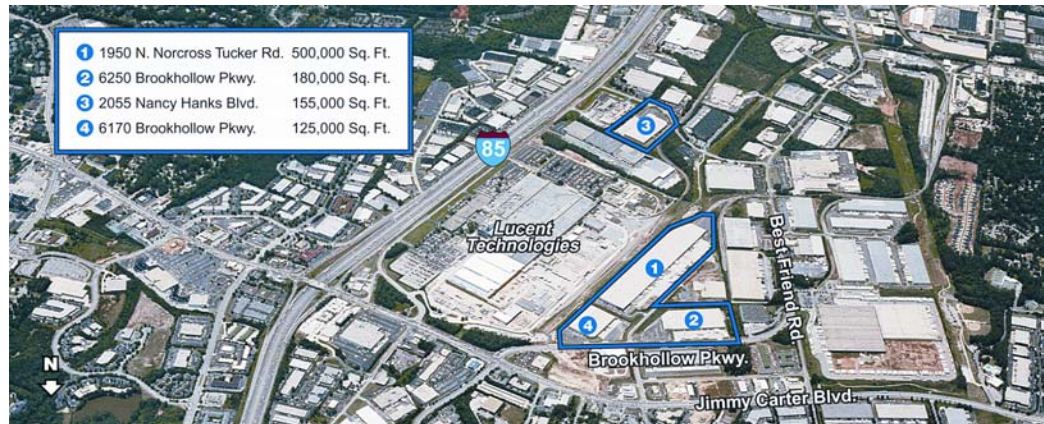 1 1950 N. Norcross Tucker Rd. 500,000 Sq. Ft.
2 6250 Brookhollow Pkwy. 180,000 Sq. Ft.
3 2055 Nancy Hanks Blvd. 155,000 Sq. Ft.
4 6170 Brookhollow Pkwy. 125,000 Sq. Ft.
3
85
Lucent
Technologies
Best Friend Rd.
1
4
2
Brookhollow Pkwy.
N
Jimmy Carter Blvd.